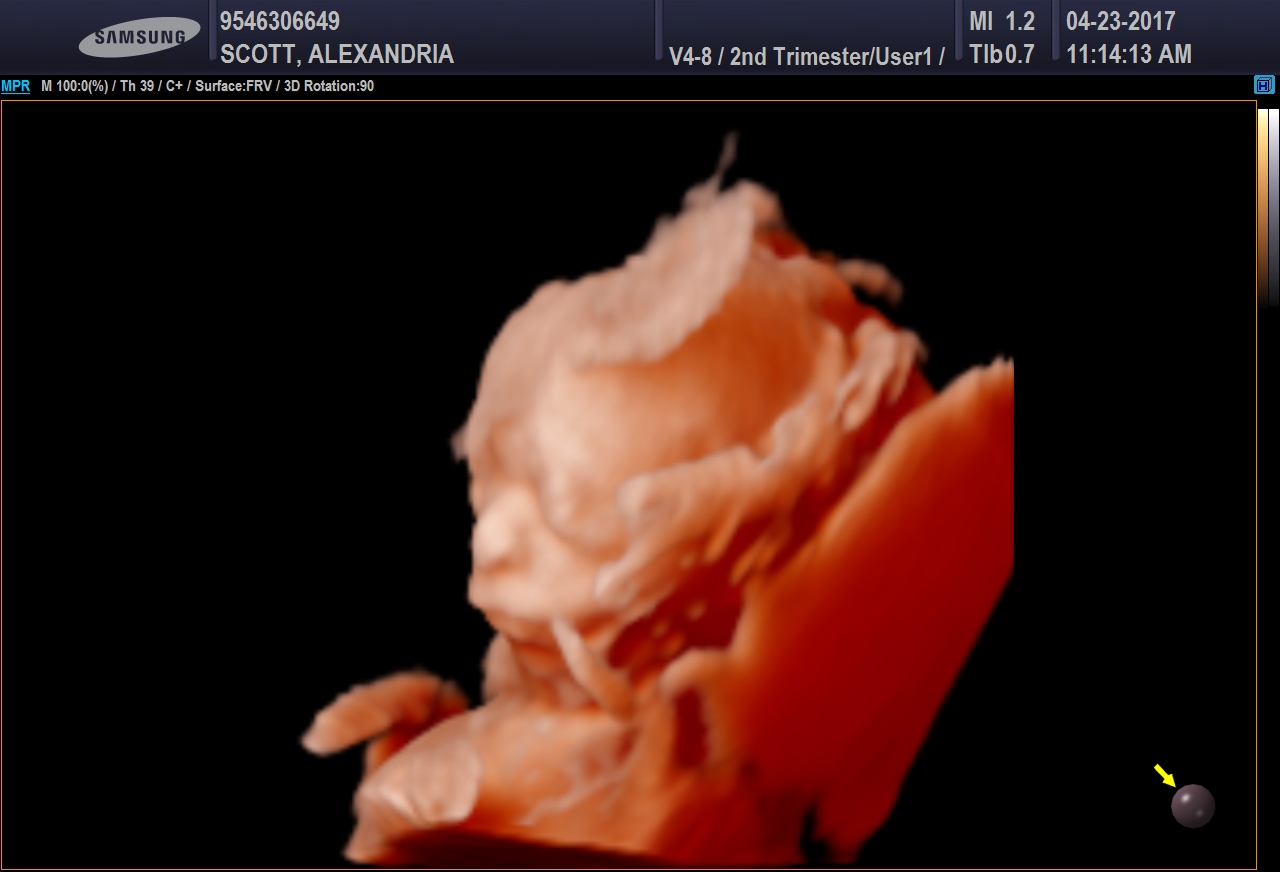 SAMSUNG
9546306649
SCOTT, ALEXANDRIA
V4-8 / 2nd Trimester/User1 /
MI 1.2
TIb 0.7
04-23-2017
11:14:13 AM
MPR M 100:0(%) / Th 39 / C+ / Surface:FRV / 3D Rotation:90